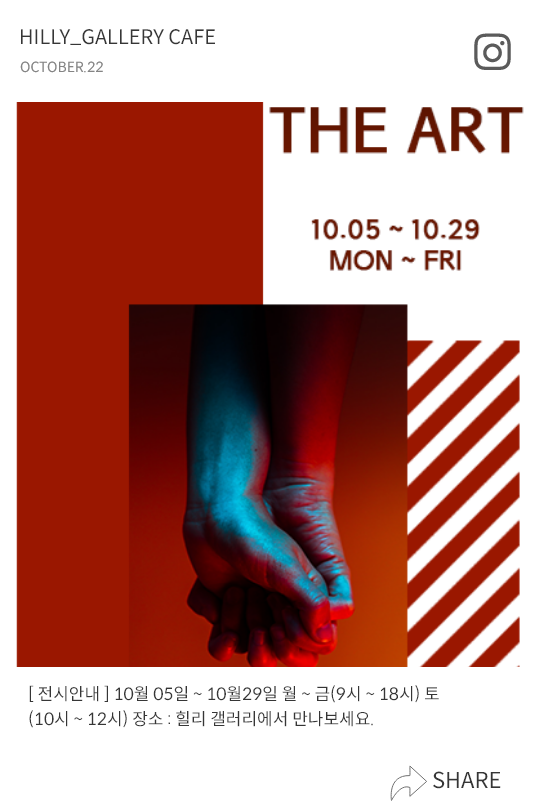 HILLY_GALLERY CAFE
OCTOBER.22
THE ART
10.05 ~ 10.29
MON ~ FRI
[ 전시안내 ] 10월 05일 ~ 10월29일 월 ~ 금(9시 ~ 18시) 토
(10시 ~ 12시) 장소 : 힐리 갤러리에서 만나보세요.
SHARE